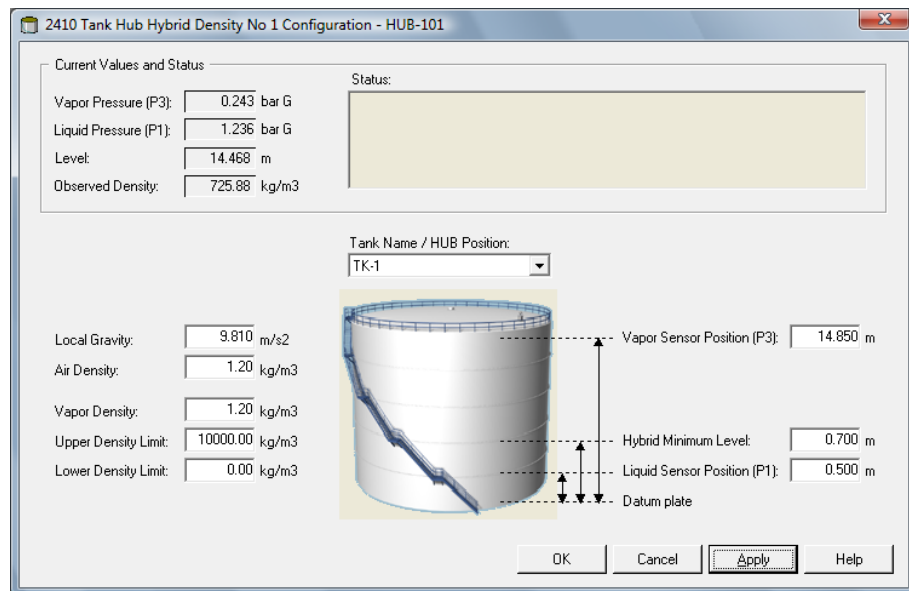 2410 Tank Hub Hybrid Density No 1 Configuration - HUB-101
Current Values and Status
Vapor Pressure (P3): 0.243 bar G
Liquid Pressure (P1): 1.236 bar G
Level: 14.468 m
Observed Density: 725.88 kg/m3
Status:
Tank Name / HUB Position:
TK-1
Local Gravity: 9.810 m/s2
Air Density: 1.20 kg/m3
Vapor Density: 1.20 kg/m3
Upper Density Limit: 10000.00 kg/m3
Lower Density Limit: 0.00 kg/m3
Vapor Sensor Position (P3): 14.850 m
Hybrid Minimum Level: 0.700 m
Liquid Sensor Position (P1): 0.500 m
Datum plate
OK Cancel Apply Help